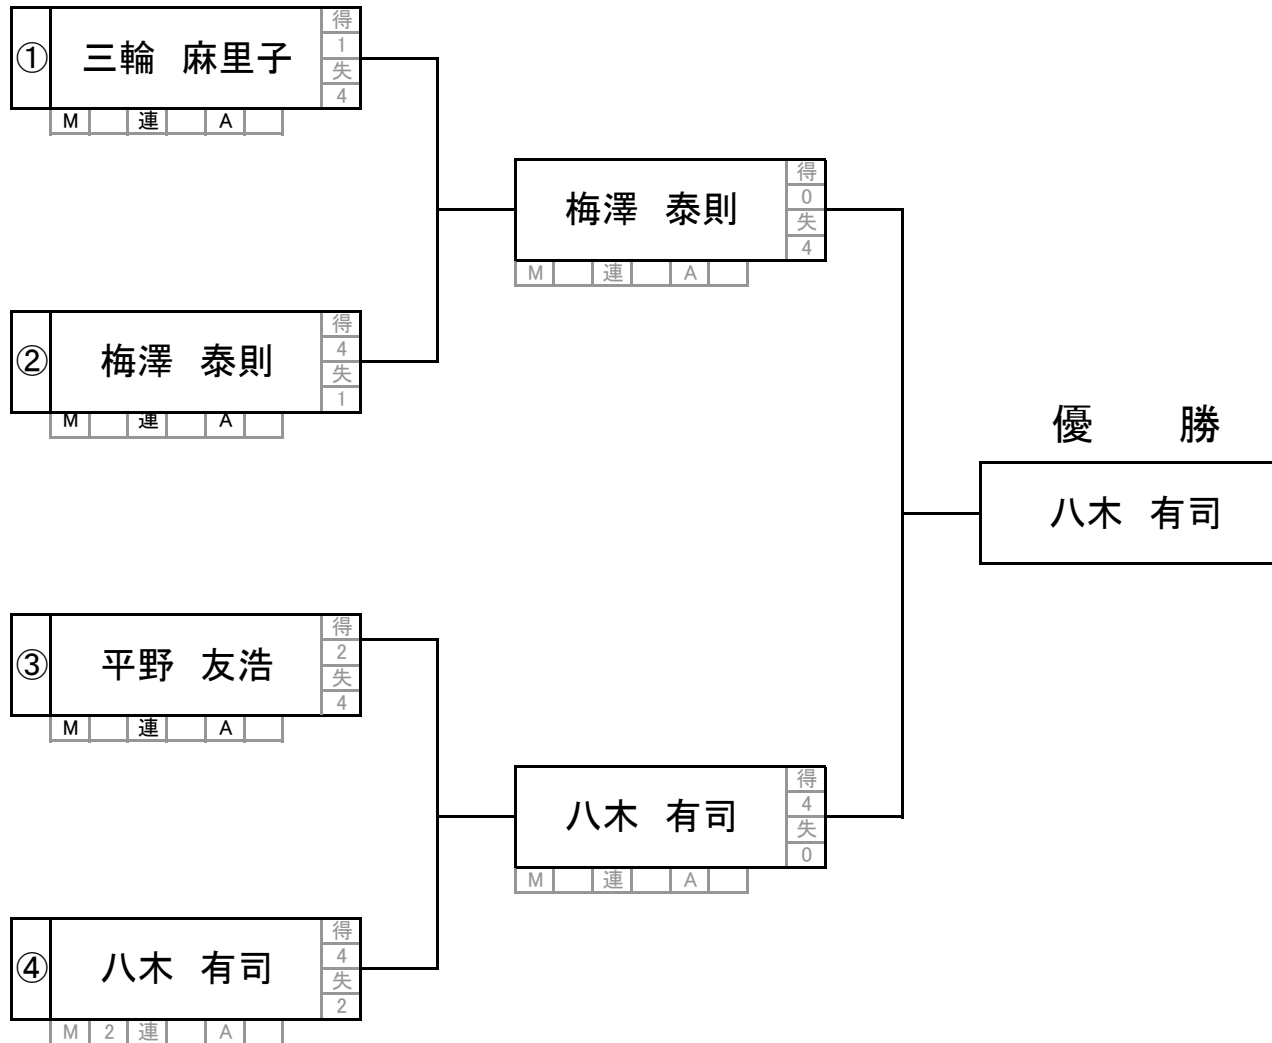 ① 三輪 麻里子 得 1 失 4
M 連 A
② 梅澤 泰則 得 4 失 1
M 連 A
③ 平野 友浩 得 2 失 4
M 連 A
④ 八木 有司 得 4 失 2
M 2 連 A
梅澤 泰則 得 0 失 4
M 連 A
八木 有司 得 4 失 0
M 連 A
優 勝
八木 有司